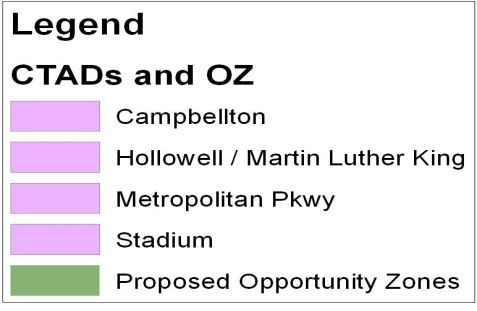 Legend
CTADs and OZ
Campbellton
Hollowell / Martin Luther King
Metropolitan Pkwy
Stadium
Proposed Opportunity Zones